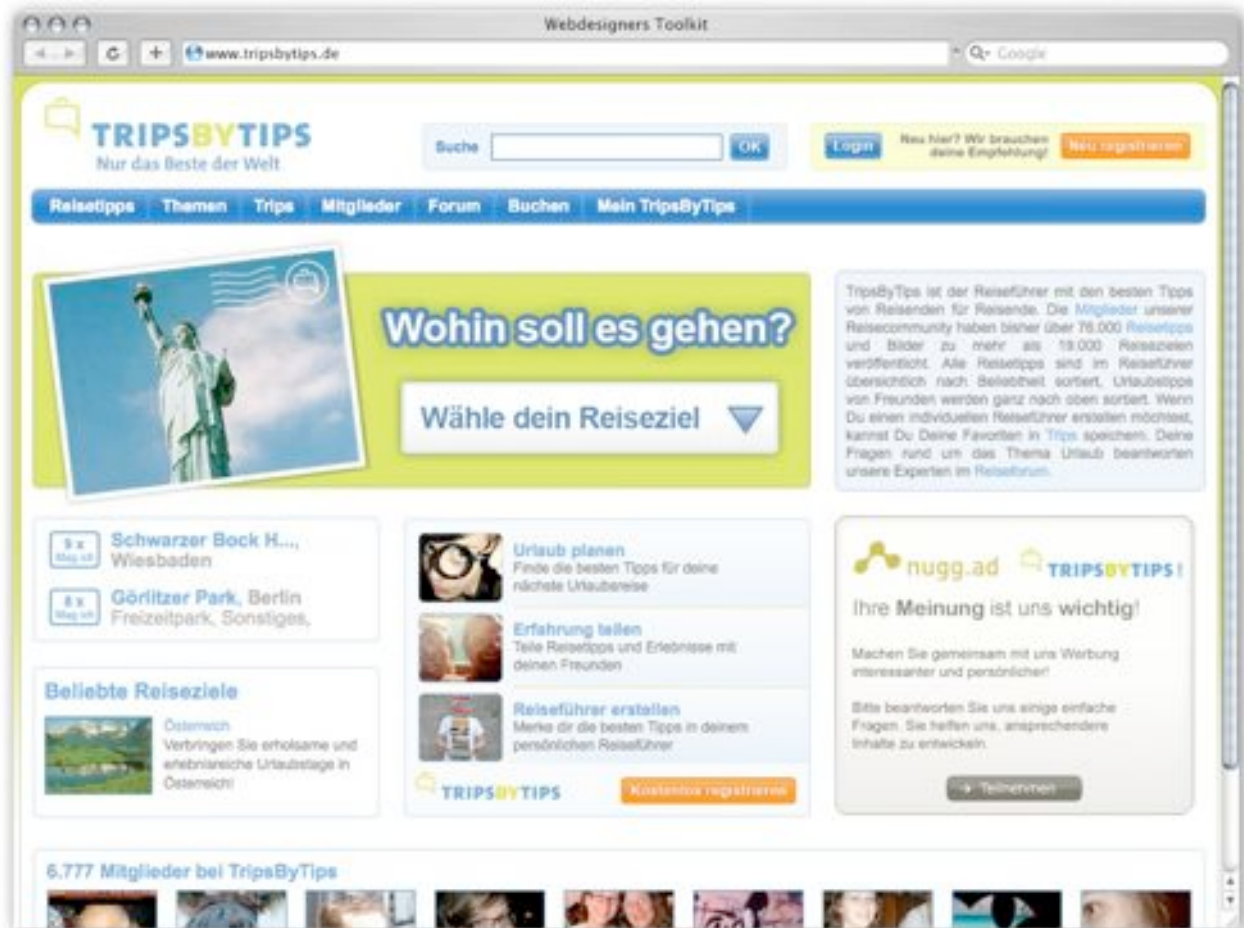 Webdesigners Toolkit
www.tripsbytips.de
Google
TRIPSBYTIPS
Nur das Beste der Welt
Suche
OK
Login
Neu hier? Wir brauchen
deine Empfehlung!
Neu registrieren
Reisetipps Themen Trips Mitglieder Forum Buchen Mein TripsByTips
Wohin soll es gehen?
Wähle dein Reiseziel
TripsByTips ist der Reiseführer mit den besten Tipps
von Reisenden für Reisende. Die Mitglieder unserer
Reisecommunity haben bisher über 76.000 Reisetipps
und Bilder zu mehr als 19.000 Reisezielen
veröffentlicht. Alle Reisetipps sind im Reiseführer
übersichtlich nach Beliebtheit sortiert, Urlaubstipps
von Freunden werden ganz nach oben sortiert. Wenn
Du einen individuellen Reiseführer erstellen möchtest,
kannst Du Deine Favoriten in Trips speichern. Deine
Fragen rund um das Thema Urlaub beantworten
unsere Experten im Reiseforum.
9 x
Mag ich
Schwarzer Bock H...,
Wiesbaden
8 x
Mag ich
Görlitzer Park, Berlin
Freizeitpark, Sonstiges,
Beliebte Reiseziele
Österreich
Verbringen Sie erholsame und
erlebnisreiche Urlaubstage in
Österreich!
Urlaub planen
Finde die besten Tipps für deine
nächste Urlaubsreise
Erfahrung teilen
Teile Reisetipps und Erlebnisse mit
deinen Freunden
Reiseführer erstellen
Merke dir die besten Tipps in deinem
persönlichen Reiseführer
TRIPSBYTIPS
Kostenlos registrieren
nugg.ad TRIPSBYTIPS!
Ihre Meinung ist uns wichtig!
Machen Sie gemeinsam mit uns Werbung
interessanter und persönlicher!
Bitte beantworten Sie uns einige einfache
Fragen. Sie helfen uns, ansprechendere
Inhalte zu entwickeln.
Teilnehmen
6.777 Mitglieder bei TripsByTips